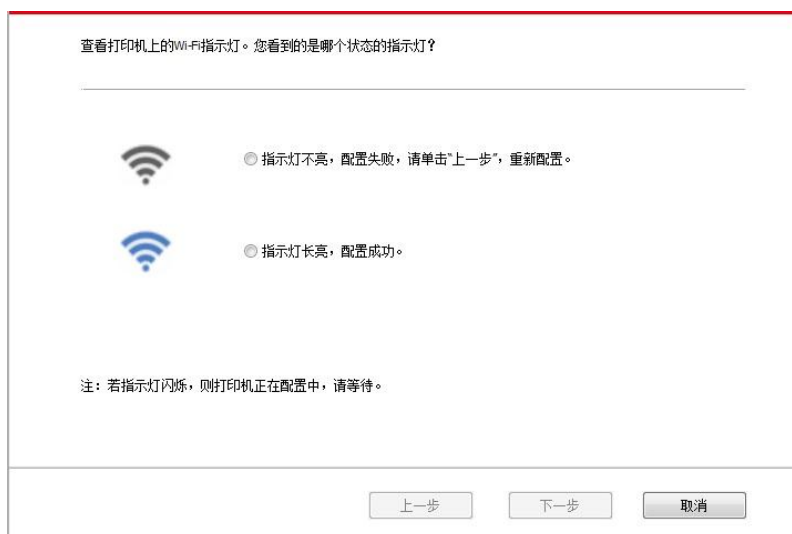 查看打印机上的Wi-Fi指示灯。您看到的是哪个状态的指示灯？
指示灯不亮，配置失败，请单击“上一步”，重新配置。
指示灯长亮，配置成功。
注：若指示灯闪烁，则打印机正在配置中，请等待。
上一步 下一步 取消